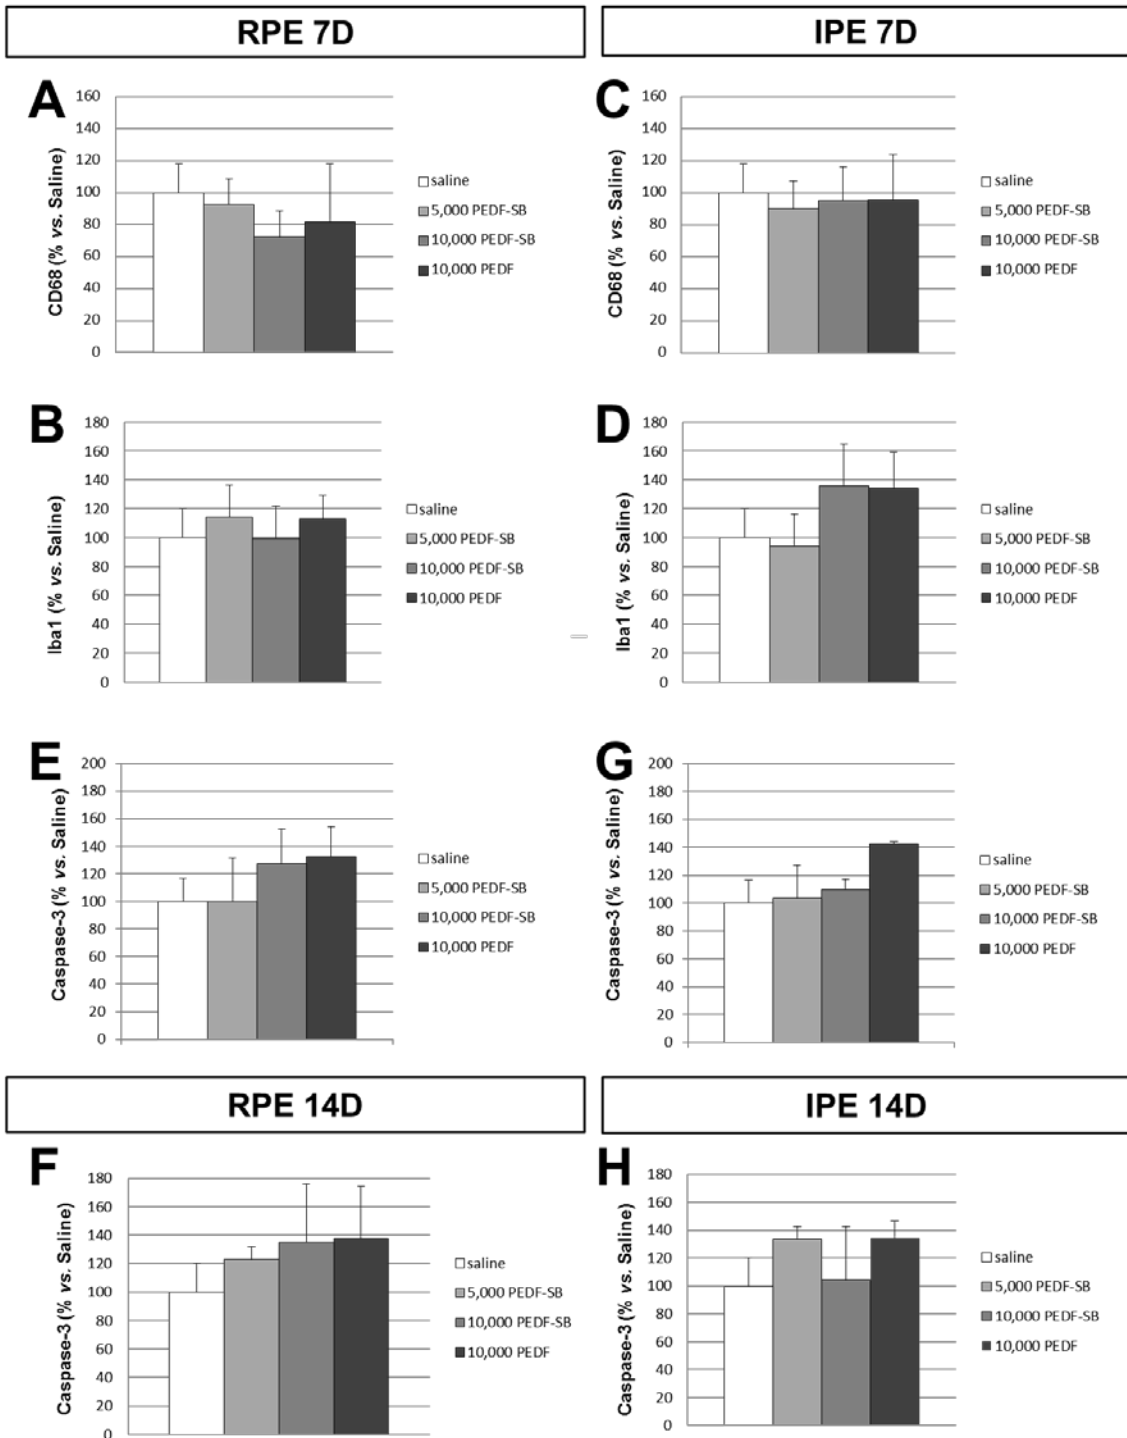 RPE 7D
IPE 7D
A
CD68 (% vs. Saline)
160
140
120
100
80
60
40
20
0
saline
5,000 PEDF-SB
10,000 PEDF-SB
10,000 PEDF
C
CD68 (% vs. Saline)
160
140
120
100
80
60
40
20
0
saline
5,000 PEDF-SB
10,000 PEDF-SB
10,000 PEDF
B
Iba1 (% vs. Saline)
180
160
140
120
100
80
60
40
20
0
saline
5,000 PEDF-SB
10,000 PEDF-SB
10,000 PEDF
D
Iba1 (% vs. Saline)
180
160
140
120
100
80
60
40
20
0
saline
5,000 PEDF-SB
10,000 PEDF-SB
10,000 PEDF
E
Caspase-3 (% vs. Saline)
200
180
160
140
120
100
80
60
40
20
0
saline
5,000 PEDF-SB
10,000 PEDF-SB
10,000 PEDF
G
Caspase-3 (% vs. Saline)
200
180
160
140
120
100
80
60
40
20
0
saline
5,000 PEDF-SB
10,000 PEDF-SB
10,000 PEDF
RPE 14D
IPE 14D
F
Caspase-3 (% vs. Saline)
180
160
140
120
100
80
60
40
20
0
saline
5,000 PEDF-SB
10,000 PEDF-SB
10,000 PEDF
H
Caspase-3 (% vs. Saline)
180
160
140
120
100
80
60
40
20
0
saline
5,000 PEDF-SB
10,000 PEDF-SB
10,000 PEDF